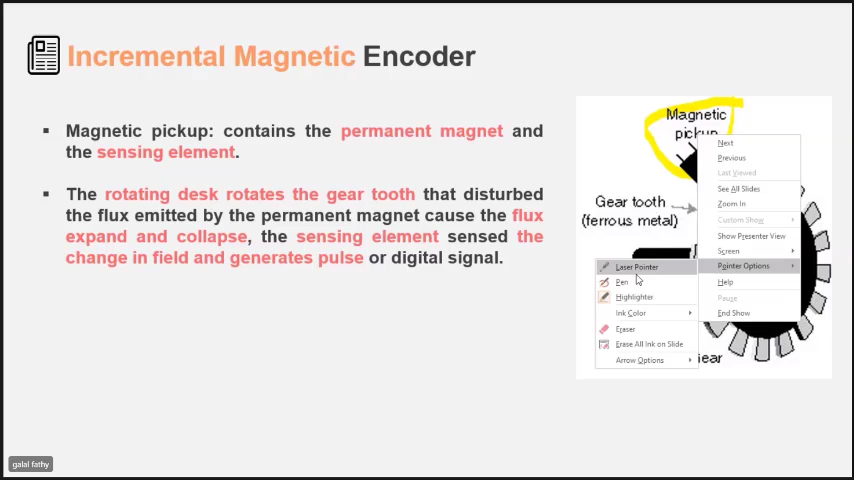 Incremental Magnetic Encoder
▪ Magnetic pickup: contains the permanent magnet and
the sensing element.
▪ The rotating desk rotates the gear tooth that disturbed
the flux emitted by the permanent magnet cause the flux
expand and collapse, the sensing element sensed the
change in field and generates pulse or digital signal.
Magnetic
pickup
Gear tooth
(ferrous metal)
Next
Previous
Last Viewed
See All Slides
Zoom In
Custom Show
Show Presenter View
Screen
Pointer Options
Help
Pause
End Show
Laser Pointer
Pen
Highlighter
Ink Color
Eraser
Erase All Ink on Slide
Arrow Options
galal fathy